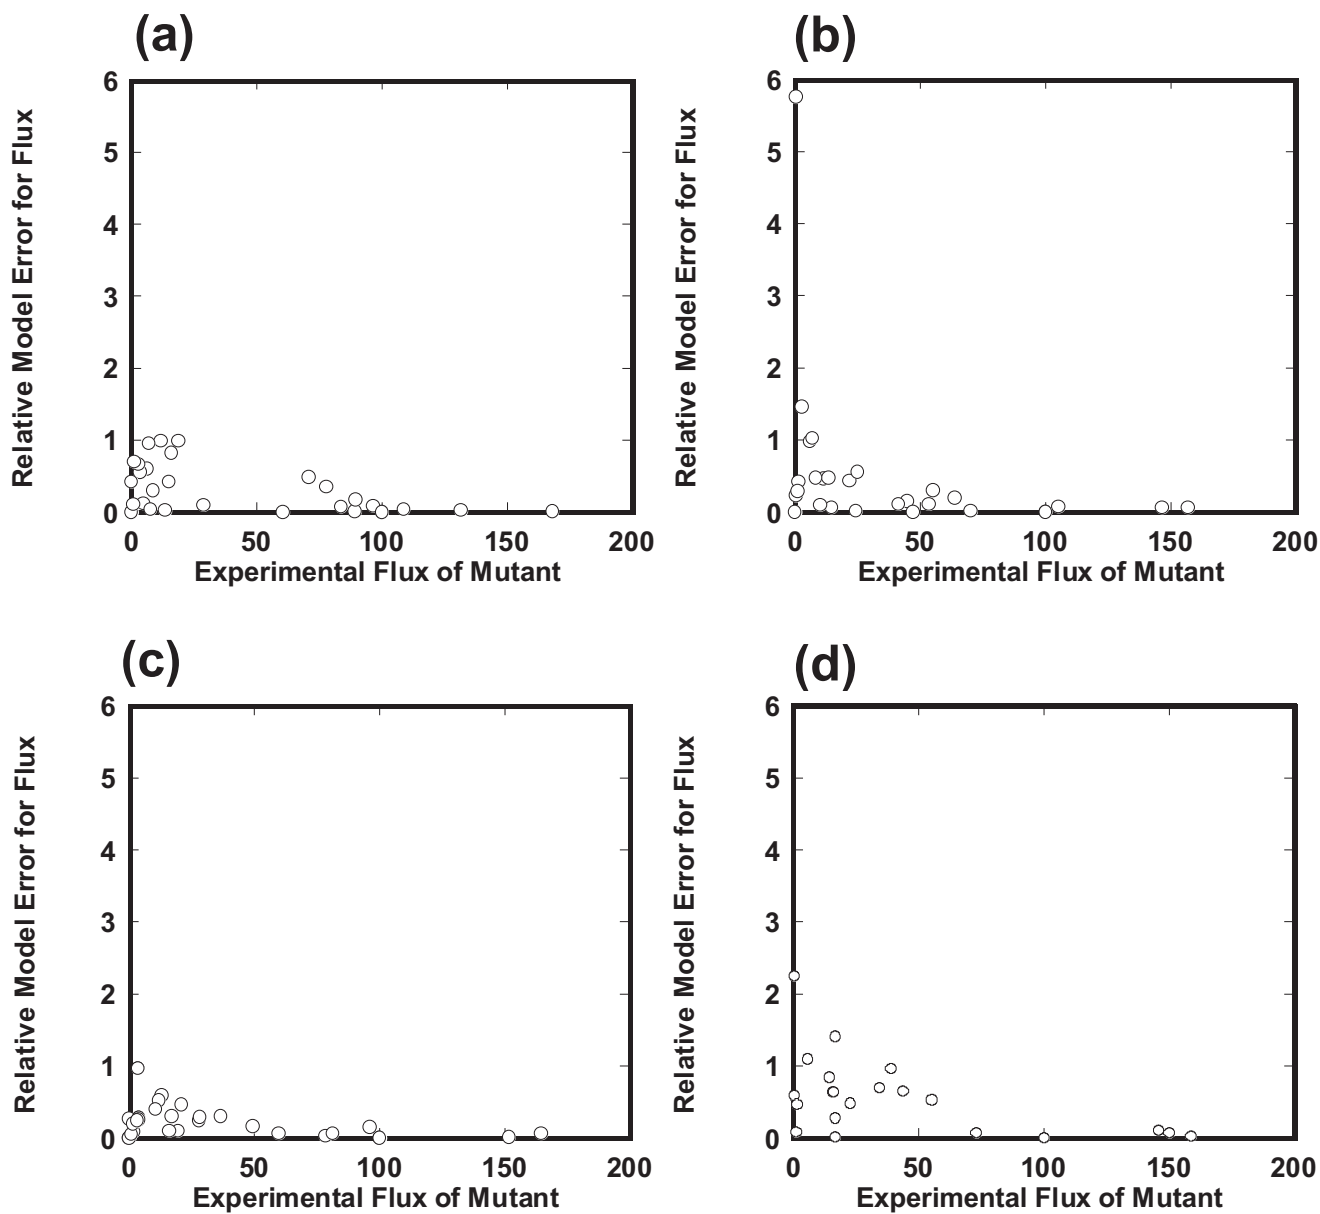 (a)
6
5
4
3
2
1
0
0 50 100 150 200
Relative Model Error for Flux
Experimental Flux of Mutant
(b)
6
5
4
3
2
1
0
0 50 100 150 200
Relative Model Error for Flux
Experimental Flux of Mutant
(c)
6
5
4
3
2
1
0
0 50 100 150 200
Relative Model Error for Flux
Experimental Flux of Mutant
(d)
6
5
4
3
2
1
0
0 50 100 150 200
Relative Model Error for Flux
Experimental Flux of Mutant